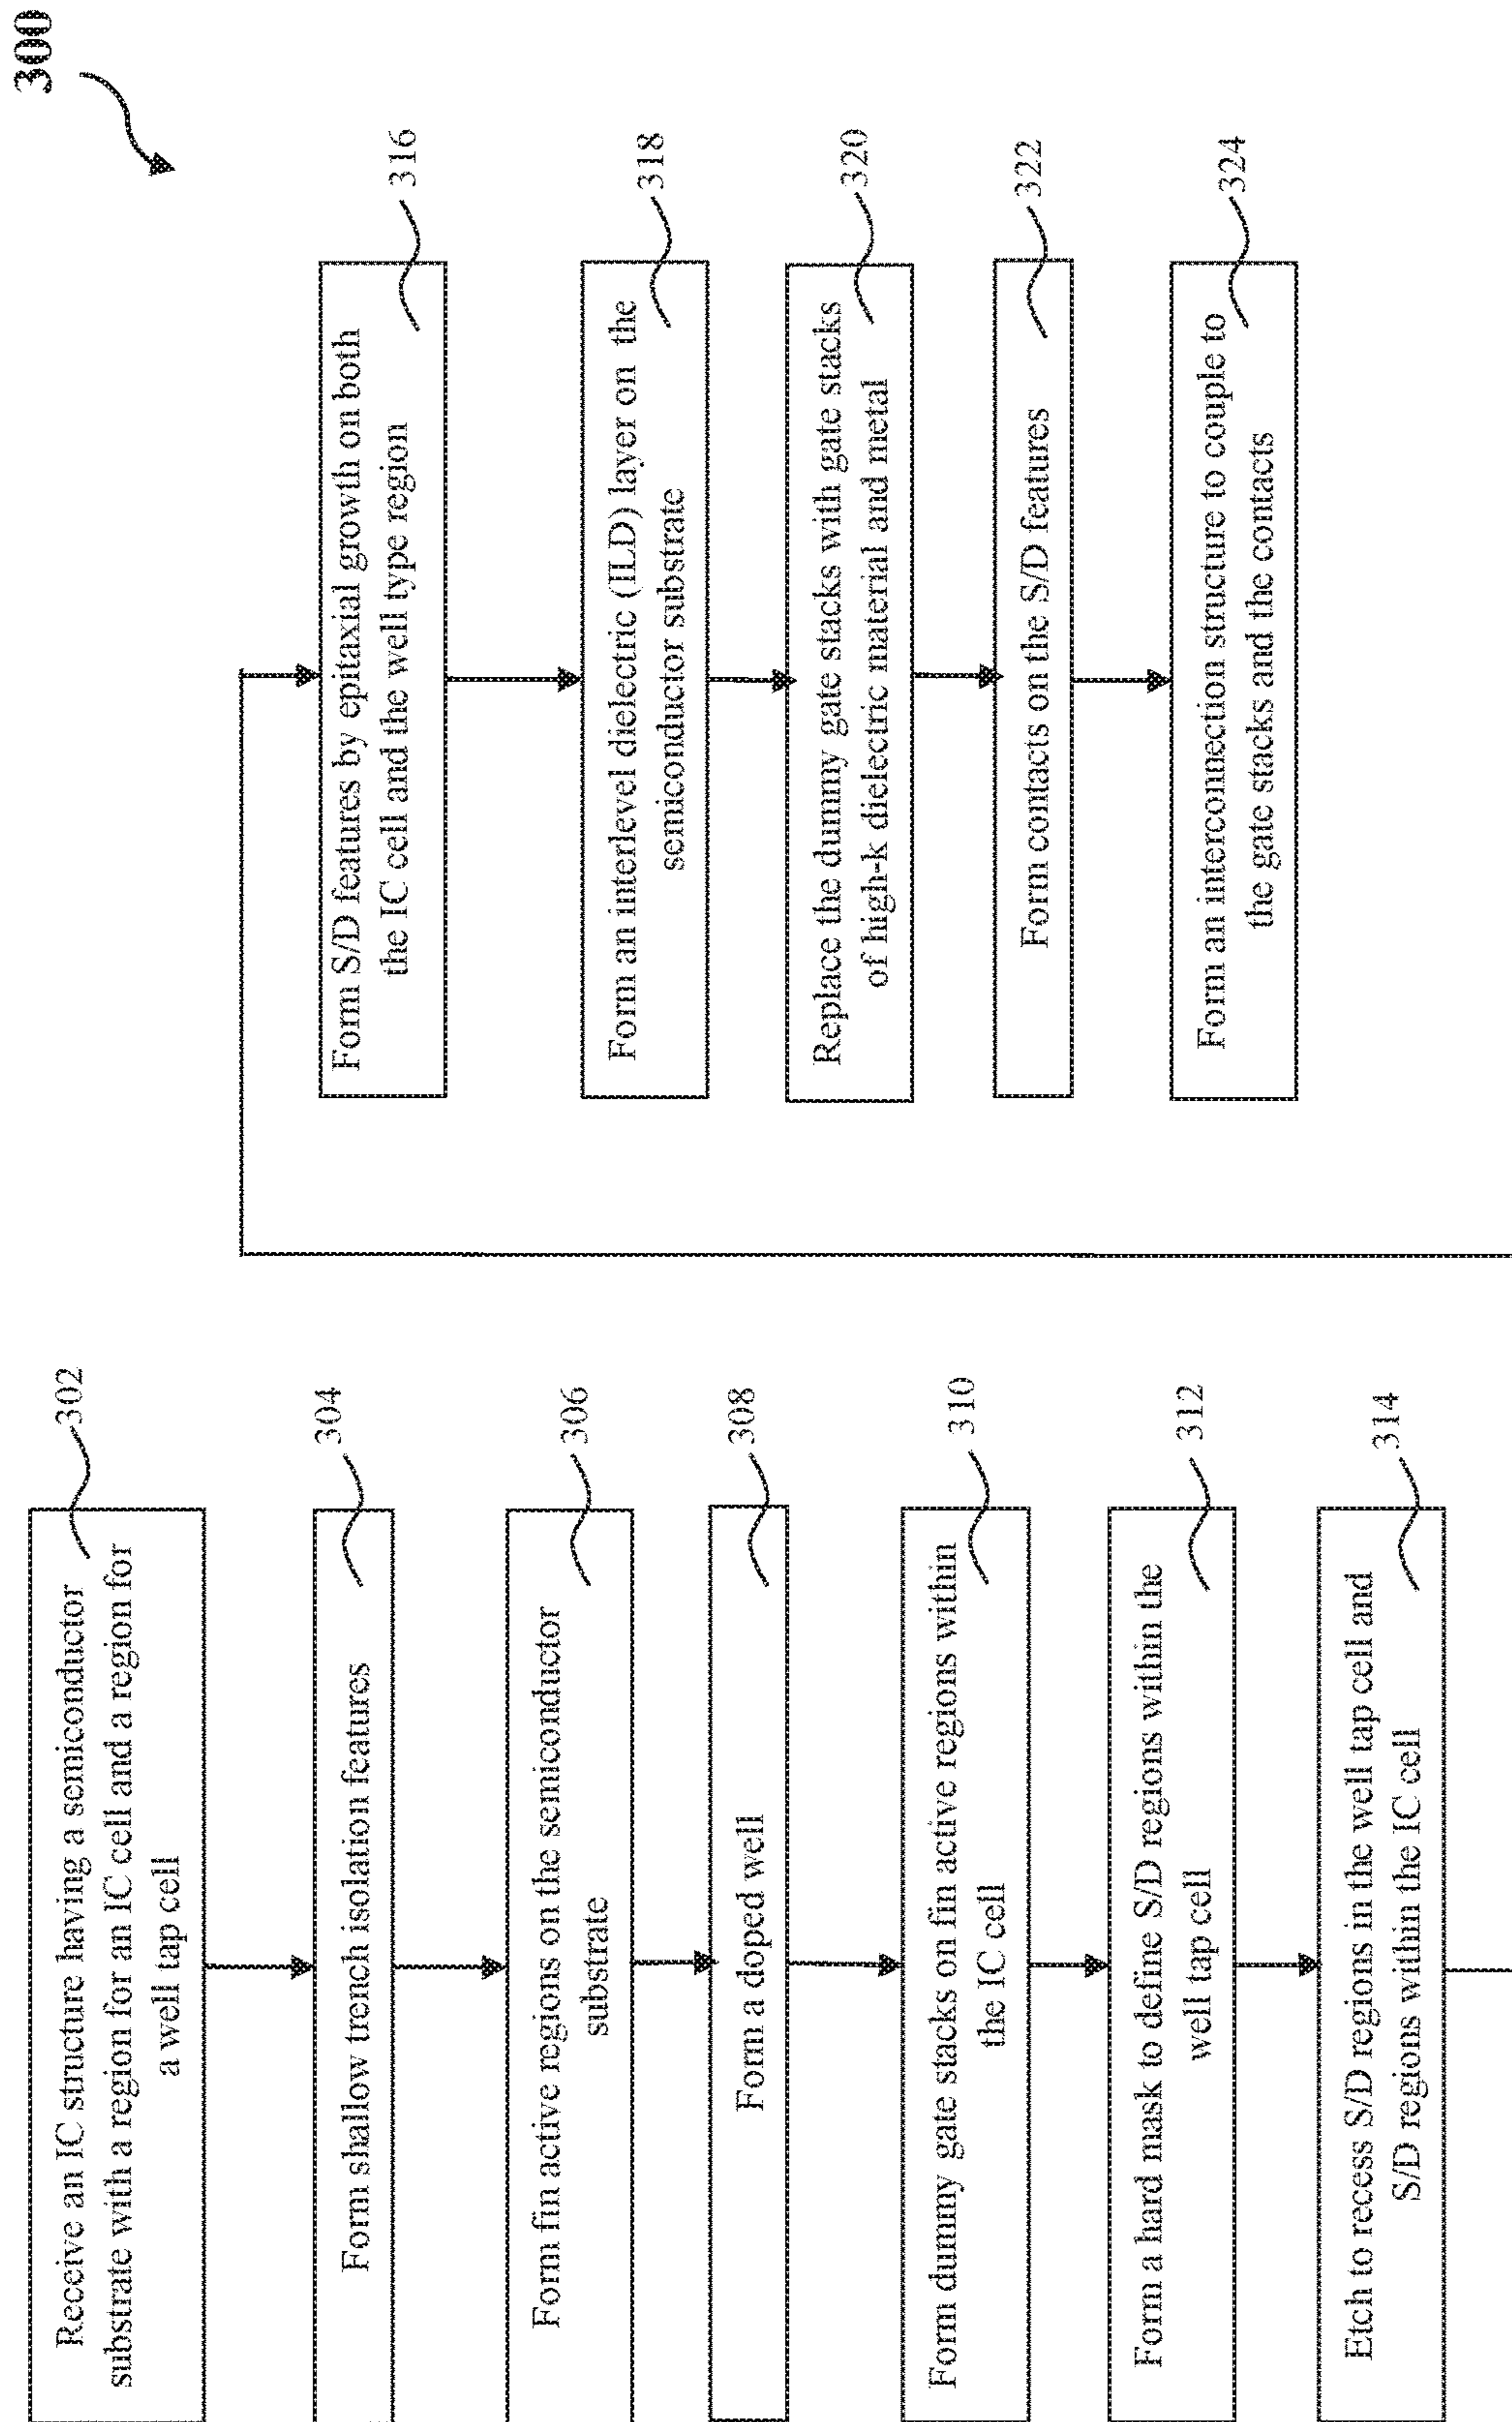 300
Receive an IC structure having a semiconductor
substrate with a region for an IC cell and a region for
a well tap cell
302
Form shallow trench isolation features
304
Form fin active regions on the semiconductor
substrate
306
Form a doped well
308
Form dummy gate stacks on fin active regions within
the IC cell
310
Form a hard mask to define S/D regions within the
well tap cell
312
Etch to recess S/D regions in the well tap cell and
S/D regions within the IC cell
314
Form S/D features by epitaxial growth on both
the IC cell and the well type region
316
Form an interlevel dielectric (ILD) layer on the
semiconductor substrate
318
Replace the dummy gate stacks with gate stacks
of high-k dielectric material and metal
320
Form contacts on the S/D features
322
Form an interconnection structure to couple to
the gate stacks and the contacts
324